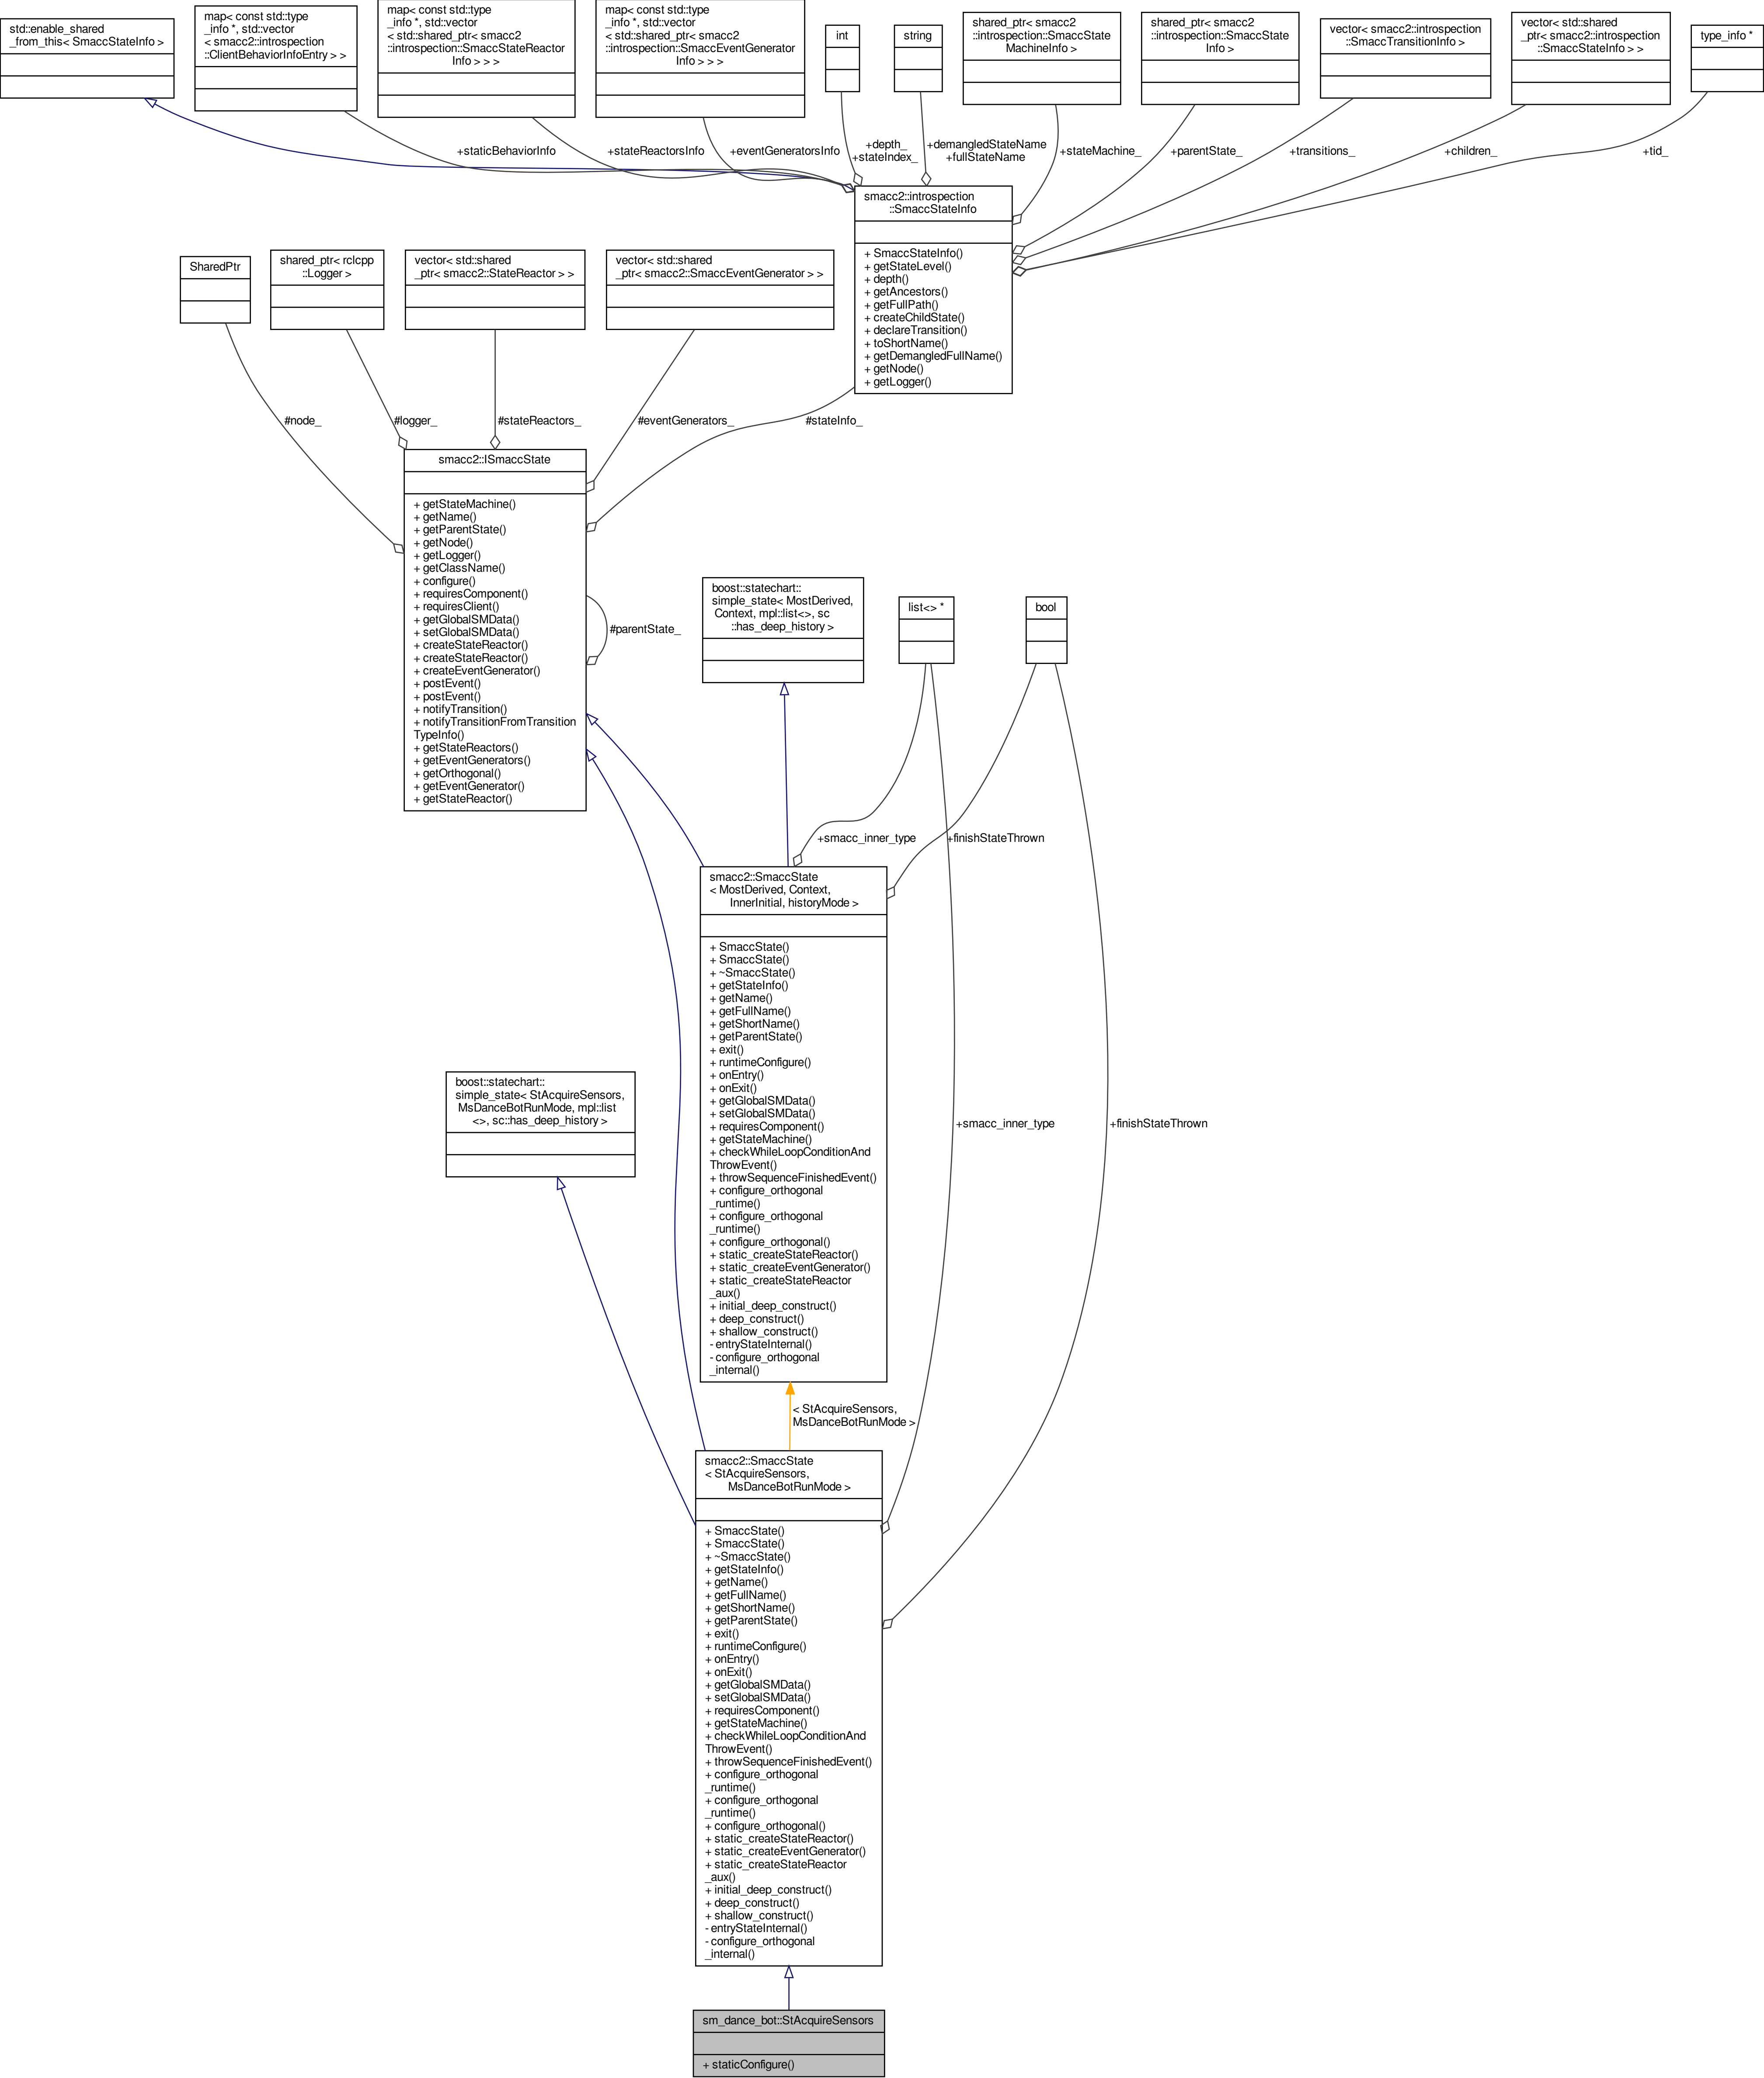 std::enable_shared
_from_this< SmaccStateInfo >
map< const std::type
_info *, std::vector
< smacc2::introspection
::ClientBehaviorInfoEntry > >
map< const std::type
_info *, std::vector
< std::shared_ptr< smacc2
::introspection::SmaccStateReactor
Info > > >
map< const std::type
_info *, std::vector
< std::shared_ptr< smacc2
::introspection::SmaccEventGenerator
Info > > >
int
string
shared_ptr< smacc2
::introspection::SmaccState
MachineInfo >
shared_ptr< smacc2
::introspection::SmaccState
Info >
vector< smacc2::introspection
::SmaccTransitionInfo >
vector< std::shared
_ptr< smacc2::introspection
::SmaccStateInfo > >
type_info *
+staticBehaviorInfo
+stateReactorsInfo
+eventGeneratorsInfo
+depth_
+stateIndex_
+demangledStateName
+fullStateName
+stateMachine_
+parentState_
+transitions_
+children_
+tid_
smacc2::introspection
::SmaccStateInfo
+ SmaccStateInfo()
+ getStateLevel()
+ depth()
+ getAncestors()
+ getFullPath()
+ createChildState()
+ declareTransition()
+ toShortName()
+ getDemangledFullName()
+ getNode()
+ getLogger()
SharedPtr
shared_ptr< rclcpp
::Logger >
vector< std::shared
_ptr< smacc2::StateReactor > >
vector< std::shared
_ptr< smacc2::SmaccEventGenerator > >
#node_
#logger_
#stateReactors_
#eventGenerators_
#stateInfo_
smacc2::ISmaccState
+ getStateMachine()
+ getName()
+ getParentState()
+ getNode()
+ getLogger()
+ getClassName()
+ configure()
+ requiresComponent()
+ requiresClient()
+ getGlobalSMData()
+ setGlobalSMData()
+ createStateReactor()
+ createStateReactor()
+ createEventGenerator()
+ postEvent()
+ postEvent()
+ notifyTransition()
+ notifyTransitionFromTransition
TypeInfo()
+ getStateReactors()
+ getEventGenerators()
+ getOrthogonal()
+ getEventGenerator()
+ getStateReactor()
#parentState_
boost::statechart::
simple_state< MostDerived,
Context, mpl::list<>, sc
::has_deep_history >
list<> *
bool
+smacc_inner_type
+finishStateThrown
smacc2::SmaccState
< MostDerived, Context,
InnerInitial, historyMode >
+ SmaccState()
+ SmaccState()
+ ~SmaccState()
+ getStateInfo()
+ getName()
+ getFullName()
+ getShortName()
+ getParentState()
+ exit()
+ runtimeConfigure()
+ onEntry()
+ onExit()
+ getGlobalSMData()
+ setGlobalSMData()
+ requiresComponent()
+ getStateMachine()
+ checkWhileLoopConditionAnd
ThrowEvent()
+ throwSequenceFinishedEvent()
+ configure_orthogonal
_runtime()
+ configure_orthogonal
_runtime()
+ configure_orthogonal()
+ static_createStateReactor()
+ static_createEventGenerator()
+ static_createStateReactor
_aux()
+ initial_deep_construct()
+ deep_construct()
+ shallow_construct()
- entryStateInternal()
- configure_orthogonal
_internal()
boost::statechart::
simple_state< StAcquireSensors,
MsDanceBotRunMode, mpl::list
<>, sc::has_deep_history >
+smacc_inner_type
+finishStateThrown
< StAcquireSensors,
MsDanceBotRunMode >
smacc2::SmaccState
< StAcquireSensors,
MsDanceBotRunMode >
+ SmaccState()
+ SmaccState()
+ ~SmaccState()
+ getStateInfo()
+ getName()
+ getFullName()
+ getShortName()
+ getParentState()
+ exit()
+ runtimeConfigure()
+ onEntry()
+ onExit()
+ getGlobalSMData()
+ setGlobalSMData()
+ requiresComponent()
+ getStateMachine()
+ checkWhileLoopConditionAnd
ThrowEvent()
+ throwSequenceFinishedEvent()
+ configure_orthogonal
_runtime()
+ configure_orthogonal
_runtime()
+ configure_orthogonal()
+ static_createStateReactor()
+ static_createEventGenerator()
+ static_createStateReactor
_aux()
+ initial_deep_construct()
+ deep_construct()
+ shallow_construct()
- entryStateInternal()
- configure_orthogonal
_internal()
sm_dance_bot::StAcquireSensors
+ staticConfigure()